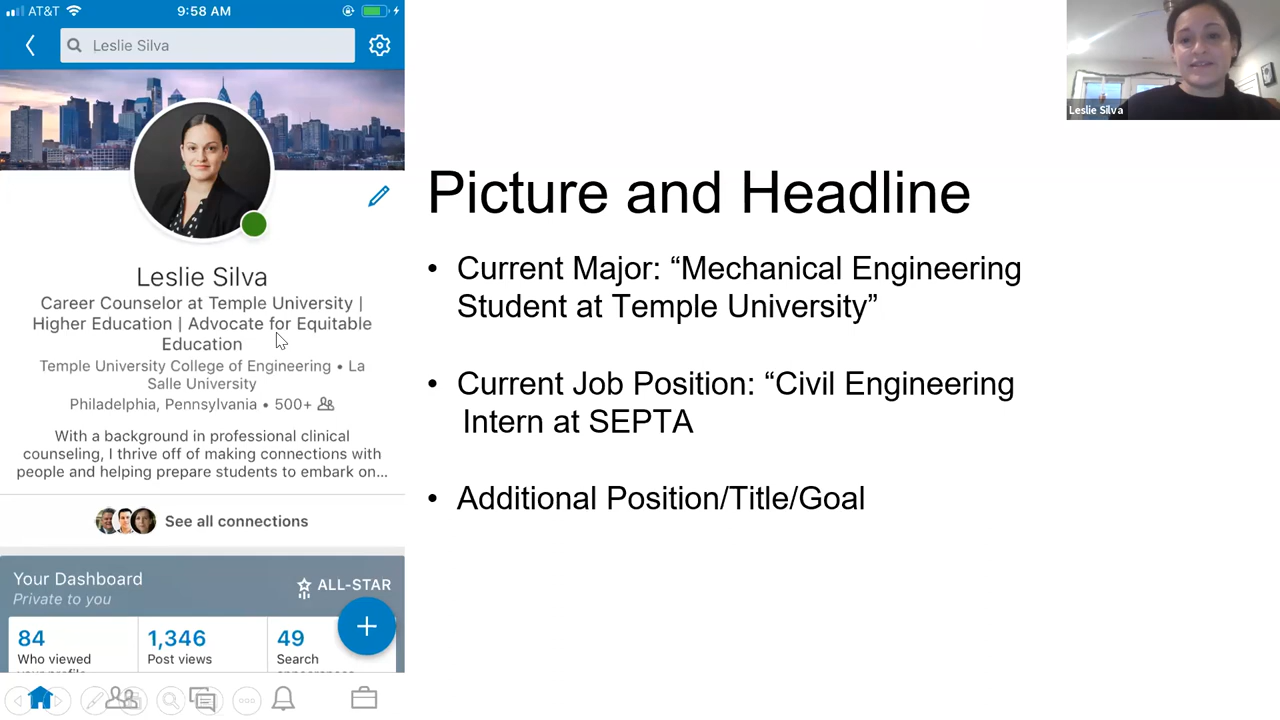 AT&T
9:58 AM
Leslie Silva
Leslie Silva
Career Counselor at Temple University |
Higher Education | Advocate for Equitable
Education
Temple University College of Engineering • La
Salle University
Philadelphia, Pennsylvania • 500+
With a background in professional clinical
counseling, I thrive off of making connections with
people and helping prepare students to embark on...
See all connections
Your Dashboard
Private to you
ALL-STAR
84
Who viewed
1,346
Post views
49
Search
Picture and Headline
• Current Major: “Mechanical Engineering
Student at Temple University”
• Current Job Position: “Civil Engineering
Intern at SEPTA
• Additional Position/Title/Goal
Leslie Silva